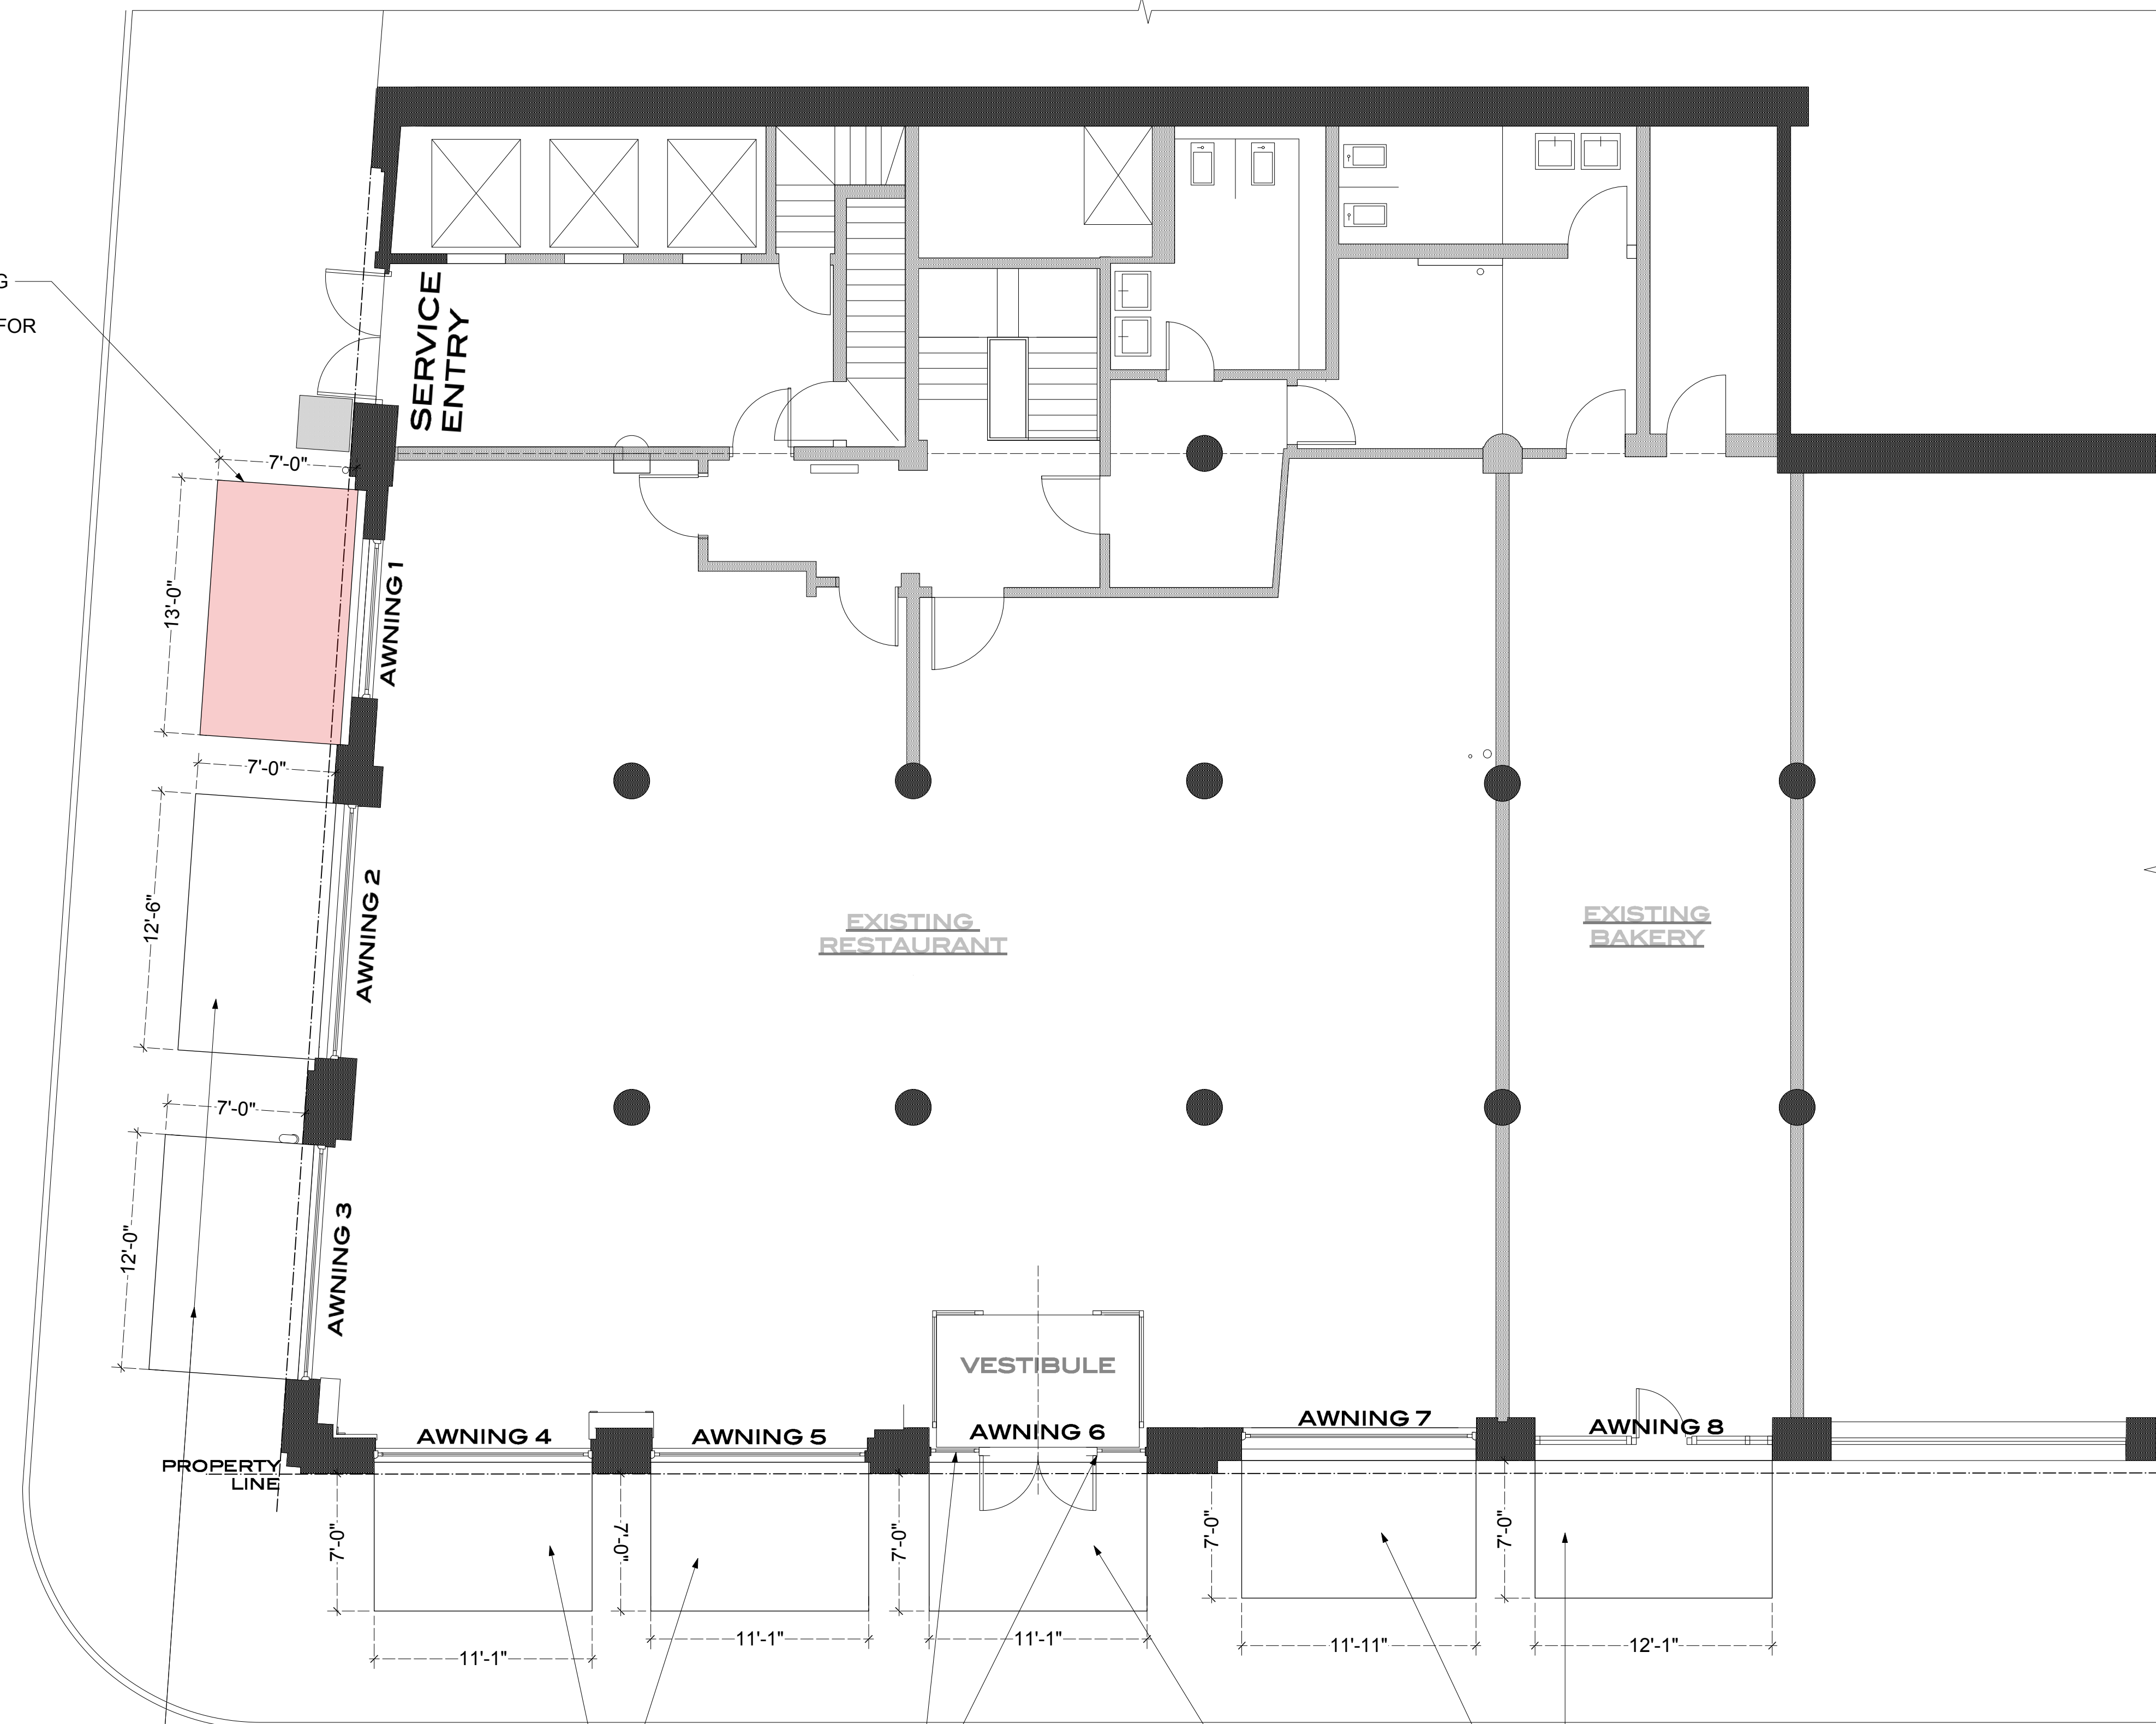 G
FOR
SERVICE
ENTRY
7'-0"
13'-0"
AWNING 1
7'-0"
12'-6"
AWNING 2
7'-0"
12'-0"
AWNING 3
EXISTING
RESTAURANT
EXISTING
BAKERY
VESTIBULE
AWNING 4
AWNING 5
AWNING 6
AWNING 7
AWNING 8
PROPERTY
LINE
7'-0"
7'-0"
7'-0"
7'-0"
7'-0"
11'-1"
11'-1"
11'-1"
11'-11"
12'-1"